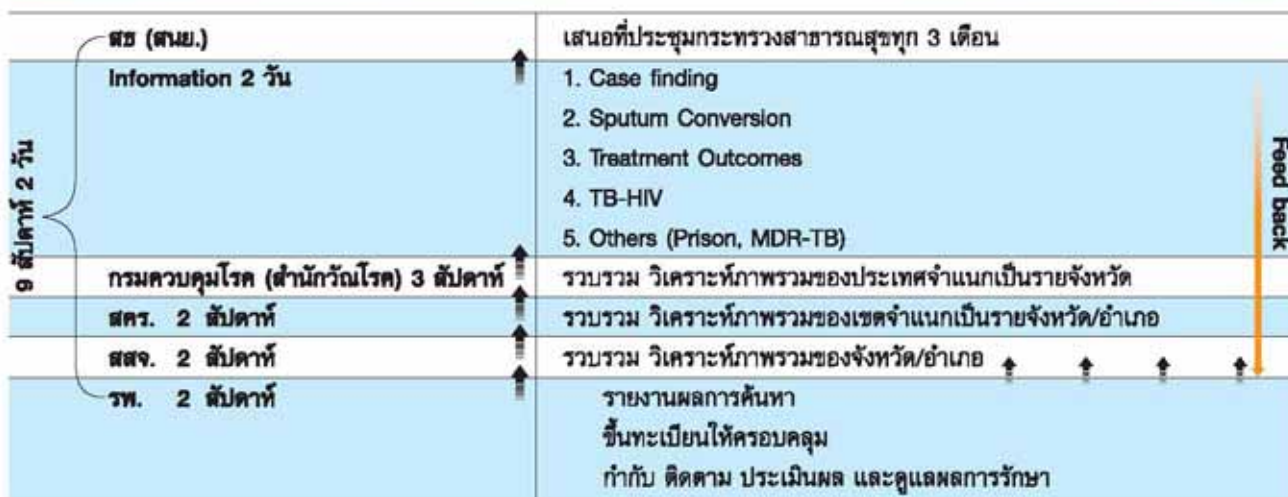 สธ (สนย.) เสนอที่ประชุมกระทรวงสาธารณสุขทุก 3 เดือน
Information 2 วัน 1. Case finding
2. Sputum Conversion
3. Treatment Outcomes
4. TB-HIV
5. Others (Prison, MDR-TB)
9 สัปดาห์ 2 วัน
Feed back
กรมควบคุมโรค (สำนักวัณโรค) 3 สัปดาห์ รวบรวม วิเคราะห์ภาพรวมของประเทศจำแนกเป็นรายจังหวัด
สคร. 2 สัปดาห์ รวบรวม วิเคราะห์ภาพรวมของเขตจำแนกเป็นรายจังหวัด/อำเภอ
สสจ. 2 สัปดาห์ รวบรวม วิเคราะห์ภาพรวมของจังหวัด/อำเภอ
รพ. 2 สัปดาห์ รายงานผลการค้นหา
ขึ้นทะเบียนให้ครอบคลุม
กำกับ ติดตาม ประเมินผล และดูแลผลการรักษา